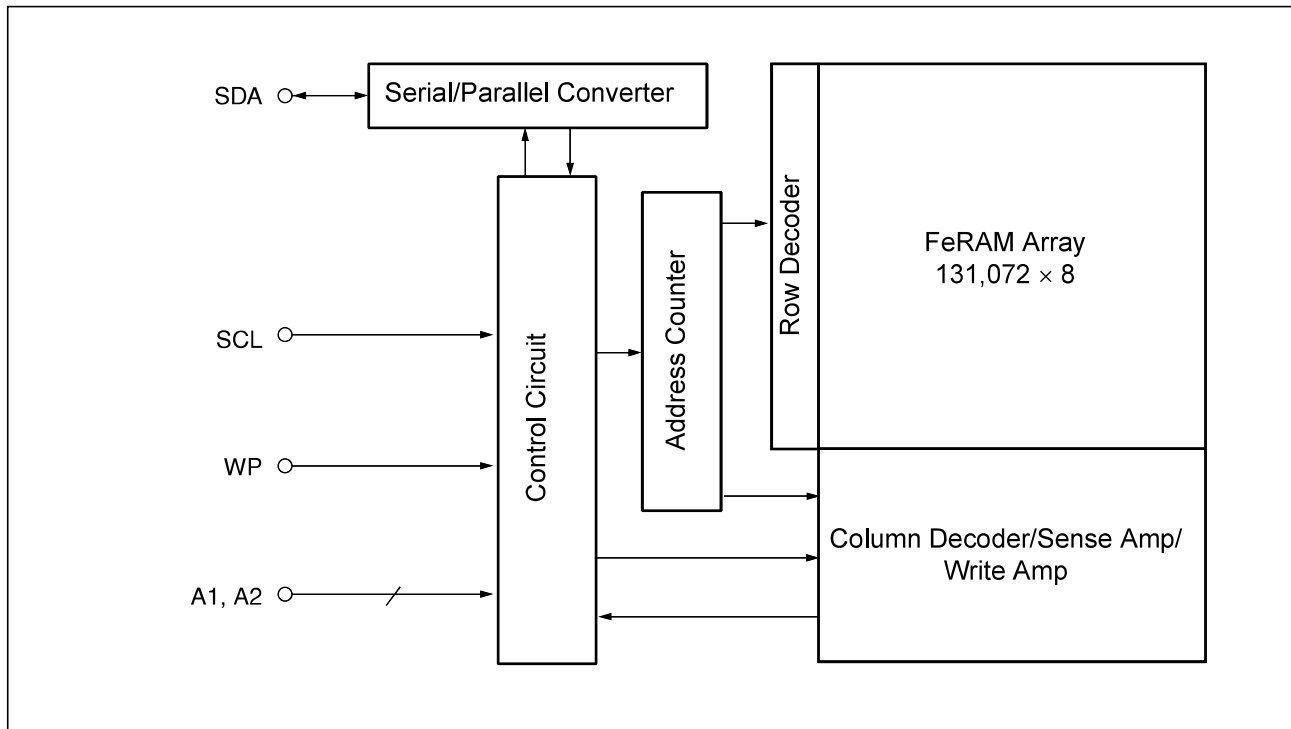 SDA
Serial/Parallel Converter
SCL
WP
A1, A2
Control Circuit
Address Counter
Row Decoder
FeRAM Array
131,072 × 8
Column Decoder/Sense Amp/
Write Amp